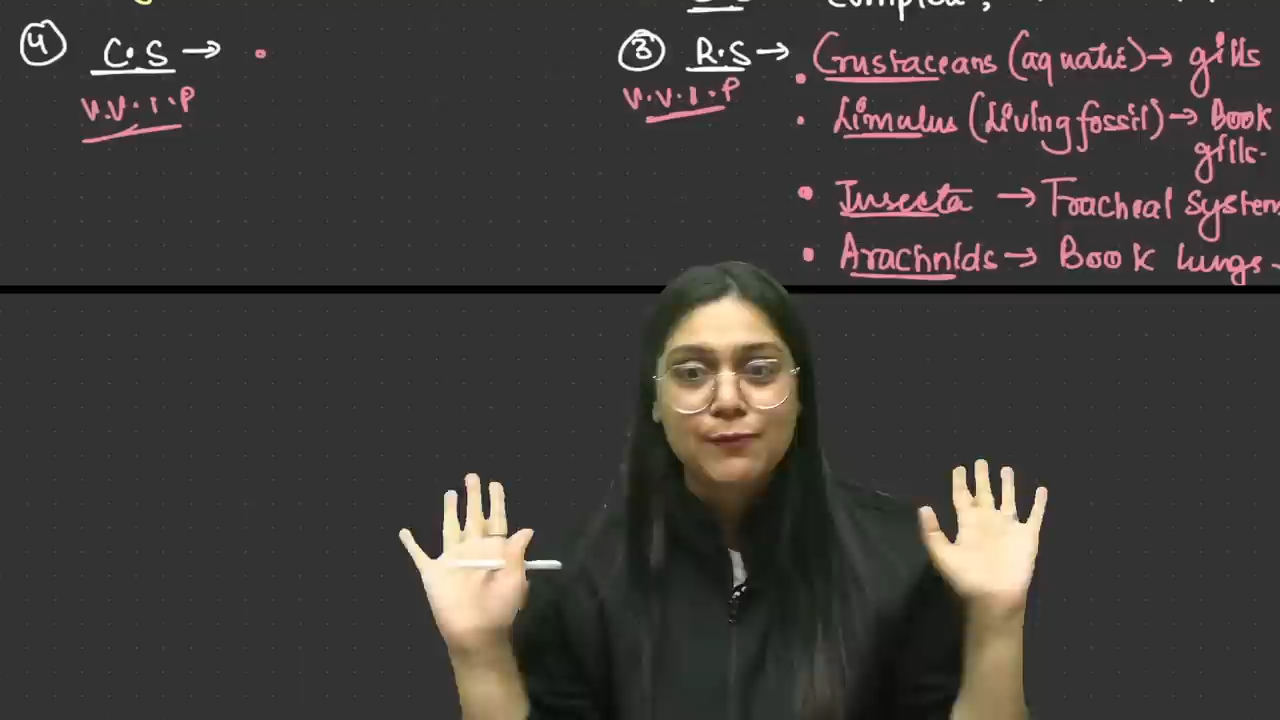 ④ C.S →
V.V.I.P
③ R.S → • Crustaceans (aquatic) → gills
V.V.I.P
• Limulus (Living fossil) → Book
gills.
• Insecta → Tracheal System
• Arachnids → Book lungs